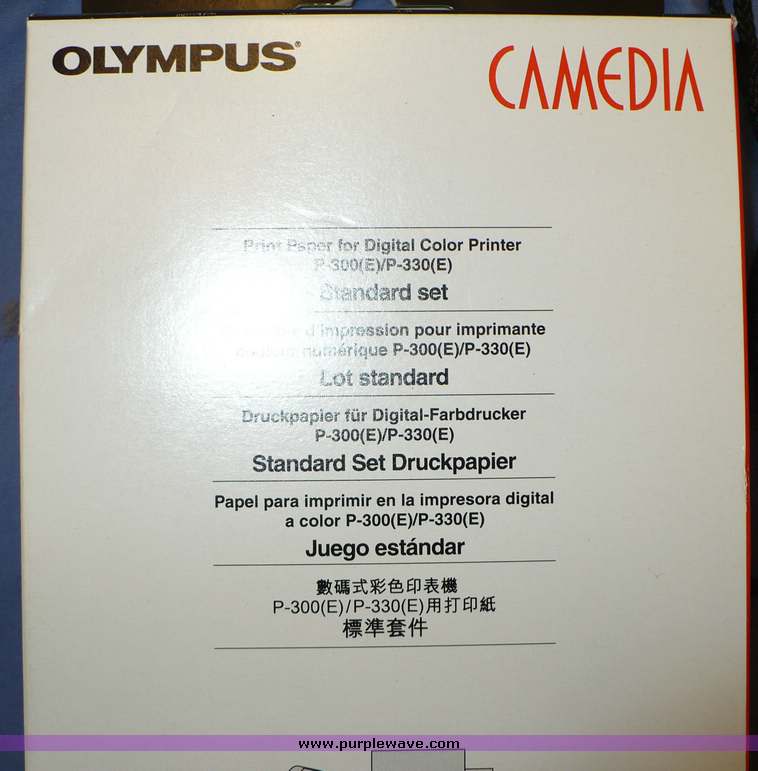 OLYMPUS®
CAMEDIA
Print Paper for Digital Color Printer
P-300(E)/P-330(E)
Standard set
d'impression pour imprimante
numérique P-300(E)/P-330(E)
Lot standard
Druckpapier für Digital-Farbdrucker
P-300(E)/P-330(E)
Standard Set Druckpapier
Papel para imprimir en la impresora digital
a color P-300(E)/P-330(E)
Juego estándar
數碼式彩色印表機
P-300(E)/P-330(E)用打印紙
標準套件
www.purplewave.com